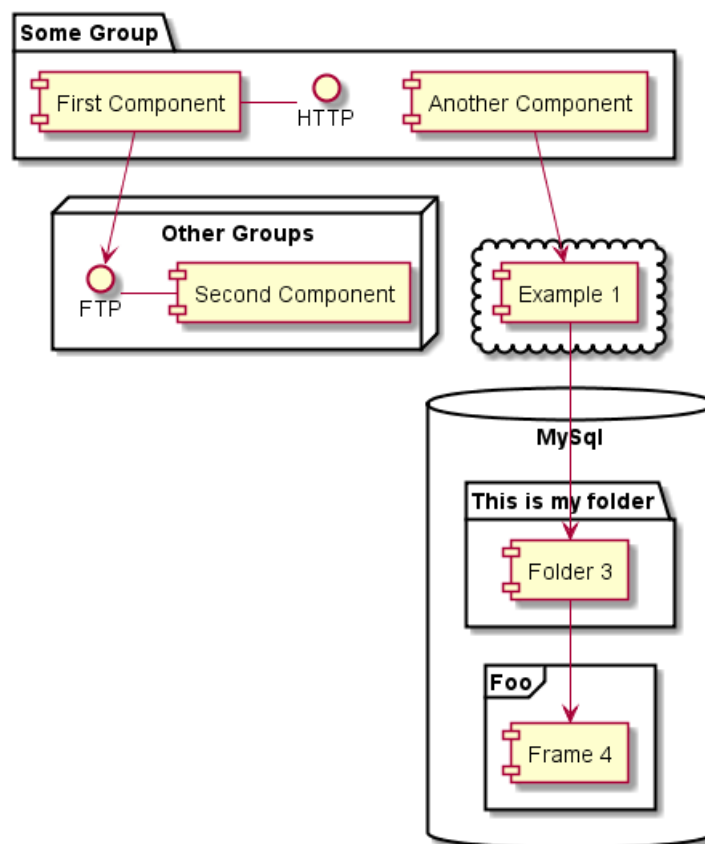 Some Group
First Component
HTTP
Another Component
Other Groups
FTP
Second Component
Example 1
MySql
This is my folder
Folder 3
Foo
Frame 4